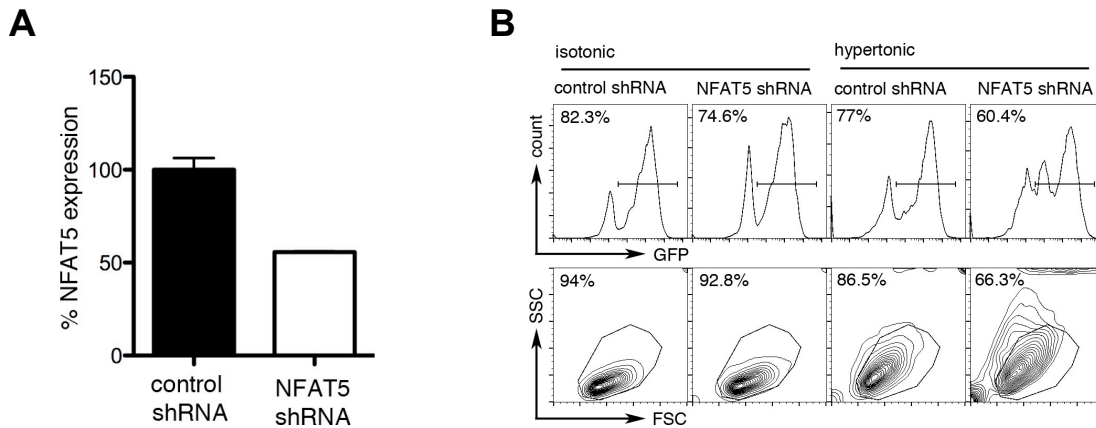 A
% NFAT5 expression
150
100
50
0
control
shRNA
NFAT5
shRNA
B
isotonic
hypertonic
control shRNA
NFAT5 shRNA
control shRNA
NFAT5 shRNA
count
82.3%
74.6%
77%
60.4%
GFP
SSC
94%
92.8%
86.5%
66.3%
FSC